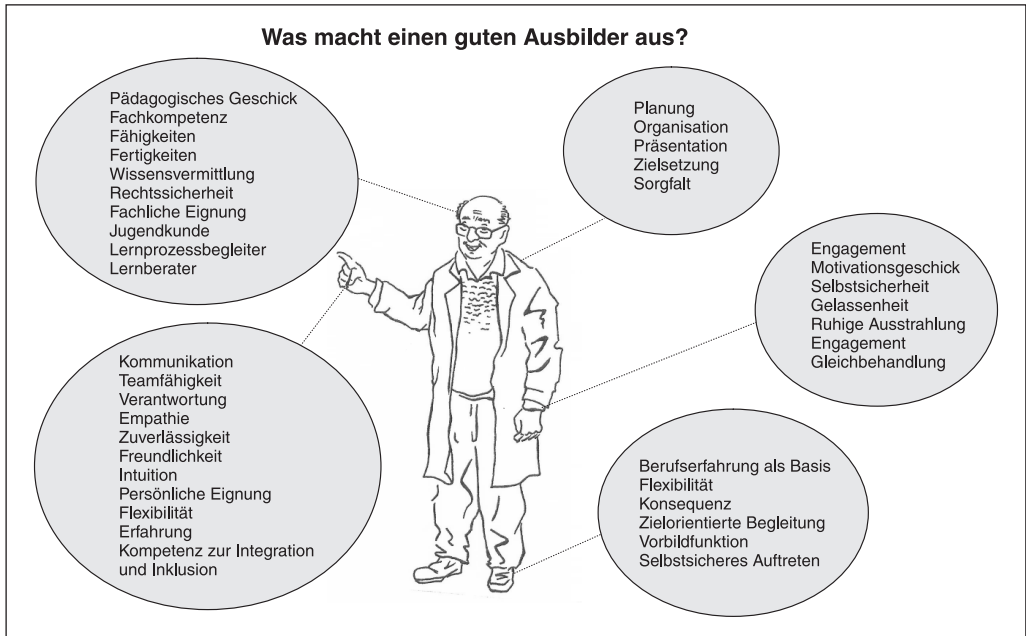 Was macht einen guten Ausbilder aus?
Pädagogisches Geschick
Fachkompetenz
Fähigkeiten
Fertigkeiten
Wissensvermittlung
Rechtssicherheit
Fachliche Eignung
Jugendkunde
Lernprozessbegleiter
Lernberater
Planung
Organisation
Präsentation
Zielsetzung
Sorgfalt
Engagement
Motivationsgeschick
Selbstsicherheit
Gelassenheit
Ruhige Ausstrahlung
Engagement
Gleichbehandlung
Kommunikation
Teamfähigkeit
Verantwortung
Empathie
Zuverlässigkeit
Freundlichkeit
Intuition
Persönliche Eignung
Flexibilität
Erfahrung
Kompetenz zur Integration
und Inklusion
Berufserfahrung als Basis
Flexibilität
Konsequenz
Zielorientierte Begleitung
Vorbildfunktion
Selbstsicheres Auftreten